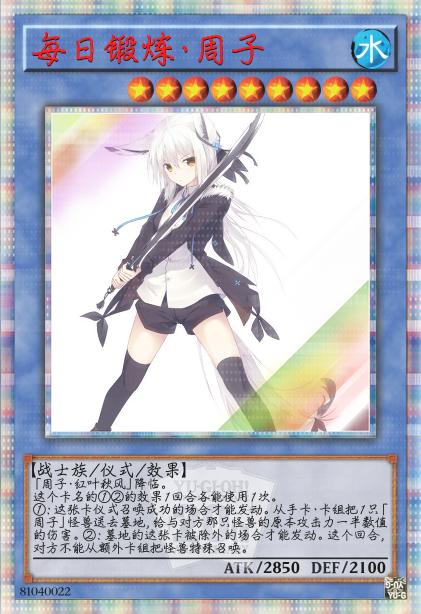 每日锻炼·周子
水
【战士族/仪式/效果】
「周子·红叶秋风」降临。
这个卡名的①②的效果1回合各能使用1次。
①:这张卡仪式召唤成功的场合才能发动。从手卡·卡组把1只「
周子」怪兽送去墓地,给与对方那只怪兽的原本攻击力一半数值
的伤害。②:墓地的这张卡被除外的场合才能发动。这个回合,
对方不能从额外卡组把怪兽特殊召唤。
YU-GI-OH!
ATK/2850 DEF/2100
81040022
YU-G